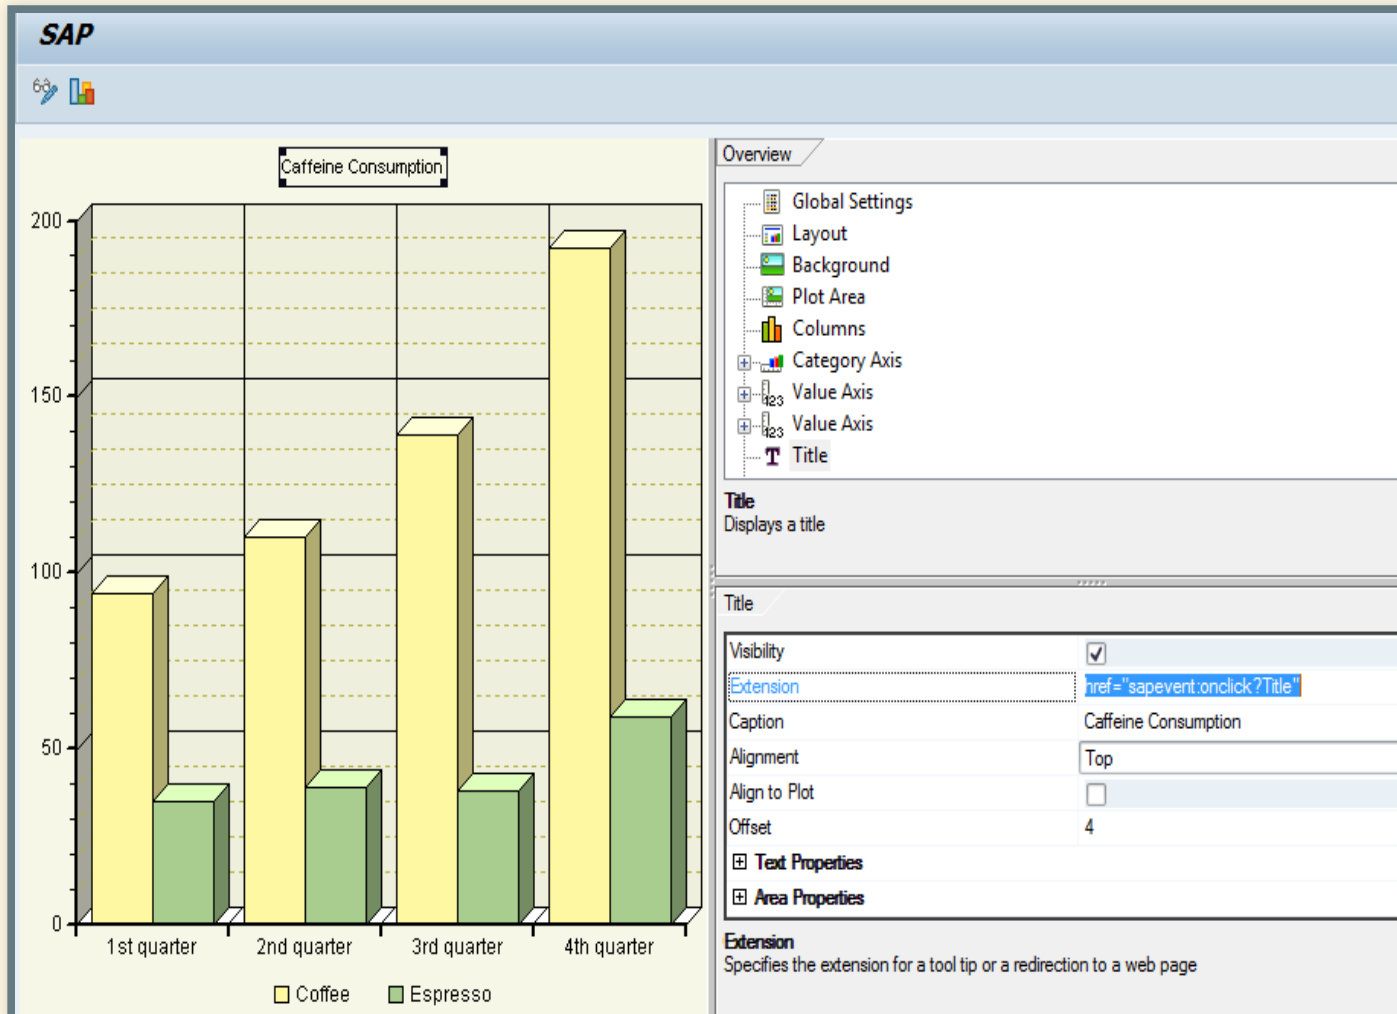 SAP
Caffeine Consumption
200
150
100
50
0
1st quarter
2nd quarter
3rd quarter
4th quarter
Coffee
Espresso
Overview
Global Settings
Layout
Background
Plot Area
Columns
Category Axis
123 Value Axis
123 Value Axis
T Title
Title
Displays a title
Title
Visibility
Extension href="sapevent:onclick?Title"
Caption Caffeine Consumption
Alignment Top
Align to Plot
Offset 4
Text Properties
Area Properties
Extension
Specifies the extension for a tool tip or a redirection to a web page